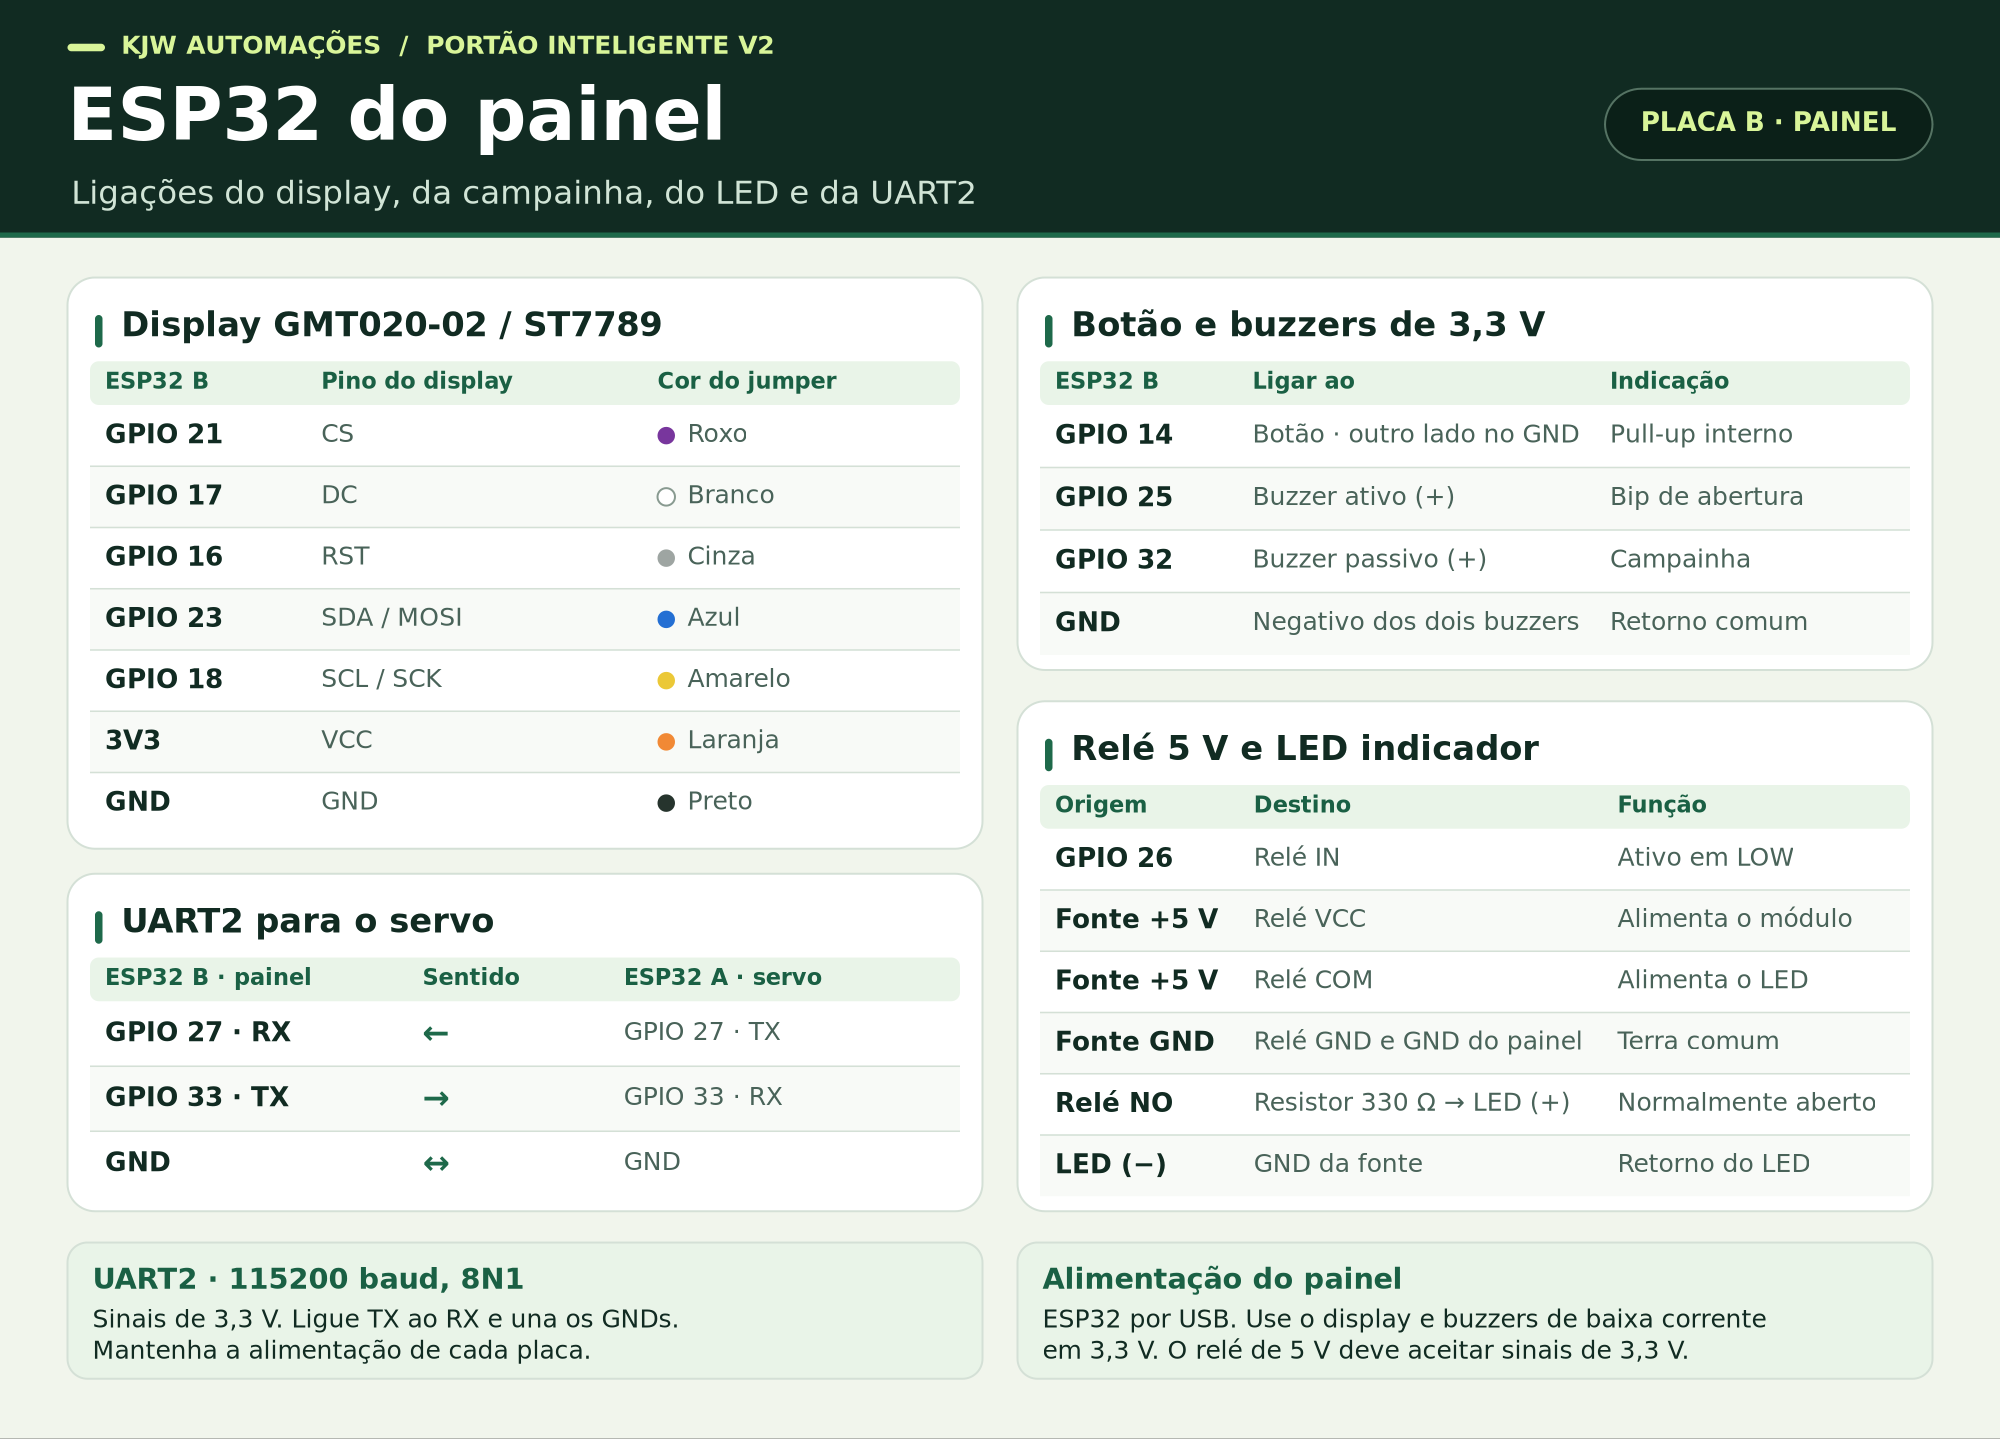 KJW AUTOMAÇÕES / PORTÃO INTELIGENTE V2
ESP32 do painel
Ligações do display, da campainha, do LED e da UART2
PLACA B · PAINEL
Display GMT020-02 / ST7789
ESP32 B Pino do display Cor do jumper
GPIO 21 CS Roxo
GPIO 17 DC Branco
GPIO 16 RST Cinza
GPIO 23 SDA / MOSI Azul
GPIO 18 SCL / SCK Amarelo
3V3 VCC Laranja
GND GND Preto
UART2 para o servo
ESP32 B · painel Sentido ESP32 A · servo
GPIO 27 · RX ← GPIO 27 · TX
GPIO 33 · TX → GPIO 33 · RX
GND ↔ GND
UART2 · 115200 baud, 8N1
Sinais de 3,3 V. Ligue TX ao RX e una os GNDs.
Mantenha a alimentação de cada placa.
Botão e buzzers de 3,3 V
ESP32 B Ligar ao Indicação
GPIO 14 Botão · outro lado no GND Pull-up interno
GPIO 25 Buzzer ativo (+) Bip de abertura
GPIO 32 Buzzer passivo (+) Campainha
GND Negativo dos dois buzzers Retorno comum
Relé 5 V e LED indicador
Origem Destino Função
GPIO 26 Relé IN Ativo em LOW
Fonte +5 V Relé VCC Alimenta o módulo
Fonte +5 V Relé COM Alimenta o LED
Fonte GND Relé GND e GND do painel Terra comum
Relé NO Resistor 330 Ω → LED (+) Normalmente aberto
LED (−) GND da fonte Retorno do LED
Alimentação do painel
ESP32 por USB. Use o display e buzzers de baixa corrente
em 3,3 V. O relé de 5 V deve aceitar sinais de 3,3 V.